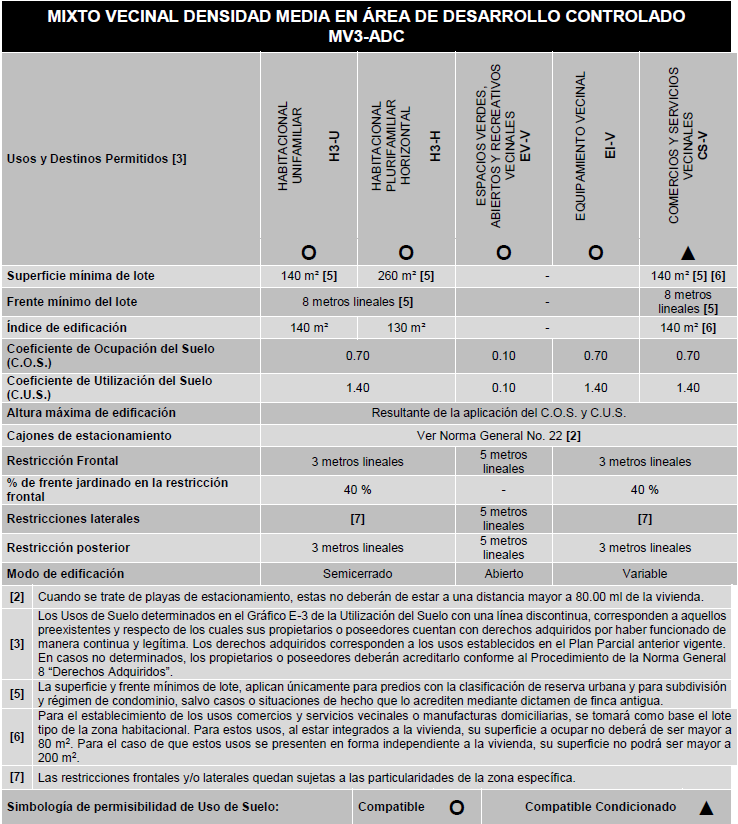 MIXTO VECINAL DENSIDAD MEDIA EN ÁREA DE DESARROLLO CONTROLADO
MV3-ADC
Usos y Destinos Permitidos [3]
HABITACIONAL
UNIFAMILIAR
H3-U
HABITACIONAL
PLURIFAMILIAR
HORIZONTAL
H3-H
ESPACIOS VERDES,
ABIERTOS Y RECREATIVOS
VECINALES
EV-V
EQUIPAMIENTO VECINAL
EI-V
COMERCIOS Y SERVICIOS
VECINALES
CS-V
O O O O ▲
Superficie mínima de lote 140 m² [5] 260 m² [5] - 140 m² [5] [6]
Frente mínimo del lote 8 metros lineales [5] - 8 metros
lineales [5]
Índice de edificación 140 m² 130 m² - 140 m² [6]
Coeficiente de Ocupación del Suelo
(C.O.S.) 0.70 0.10 0.70 0.70
Coeficiente de Utilización del Suelo
(C.U.S.) 1.40 0.10 1.40 1.40
Altura máxima de edificación Resultante de la aplicación del C.O.S. y C.U.S.
Cajones de estacionamiento Ver Norma General No. 22 [2]
Restricción Frontal 3 metros lineales 5 metros
lineales 3 metros lineales
% de frente jardinado en la restricción
frontal 40 % - 40 %
Restricciones laterales [7] 5 metros
lineales [7]
Restricción posterior 3 metros lineales 5 metros
lineales 3 metros lineales
Modo de edificación Semicerrado Abierto Variable
[2] Cuando se trate de playas de estacionamiento, estas no deberán de estar a una distancia mayor a 80.00 ml de la vivienda.
[3] Los Usos de Suelo determinados en el Gráfico E-3 de la Utilización del Suelo con una línea discontinua, corresponden a aquellos
preexistentes y respecto de los cuales sus propietarios o poseedores cuentan con derechos adquiridos por haber funcionado de
manera continua y legítima. Los derechos adquiridos corresponden a los usos establecidos en el Plan Parcial anterior vigente.
En casos no determinados, los propietarios o poseedores deberán acreditarlo conforme al Procedimiento de la Norma General
8 “Derechos Adquiridos”.
[5] La superficie y frente mínimos de lote, aplican únicamente para predios con la clasificación de reserva urbana y para subdivisión
y régimen de condominio, salvo casos o situaciones de hecho que lo acrediten mediante dictamen de finca antigua.
[6] Para el establecimiento de los usos comercios y servicios vecinales o manufacturas domiciliarias, se tomará como base el lote
tipo de la zona habitacional. Para estos usos, al estar integrados a la vivienda, su superficie a ocupar no deberá de ser mayor a
80 m². Para el caso de que estos usos se presenten en forma independiente a la vivienda, su superficie no podrá ser mayor a
200 m².
[7] Las restricciones frontales y/o laterales quedan sujetas a las particularidades de la zona específica.
Simbología de permisibilidad de Uso de Suelo: Compatible O Compatible Condicionado ▲